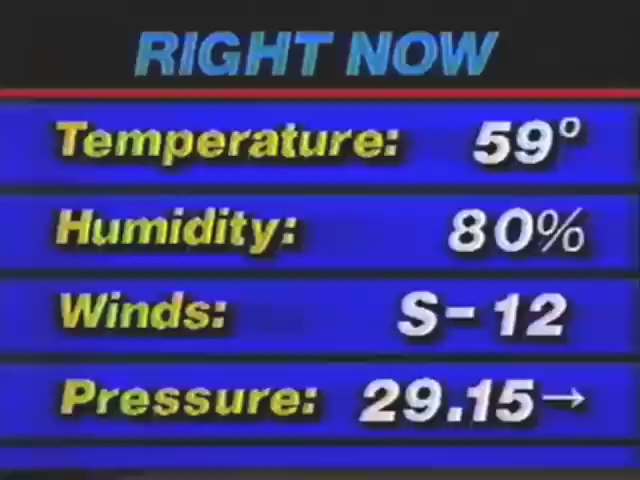 RIGHT NOW
Temperature: 59°
Humidity: 80%
Winds: S-12
Pressure: 29.15→